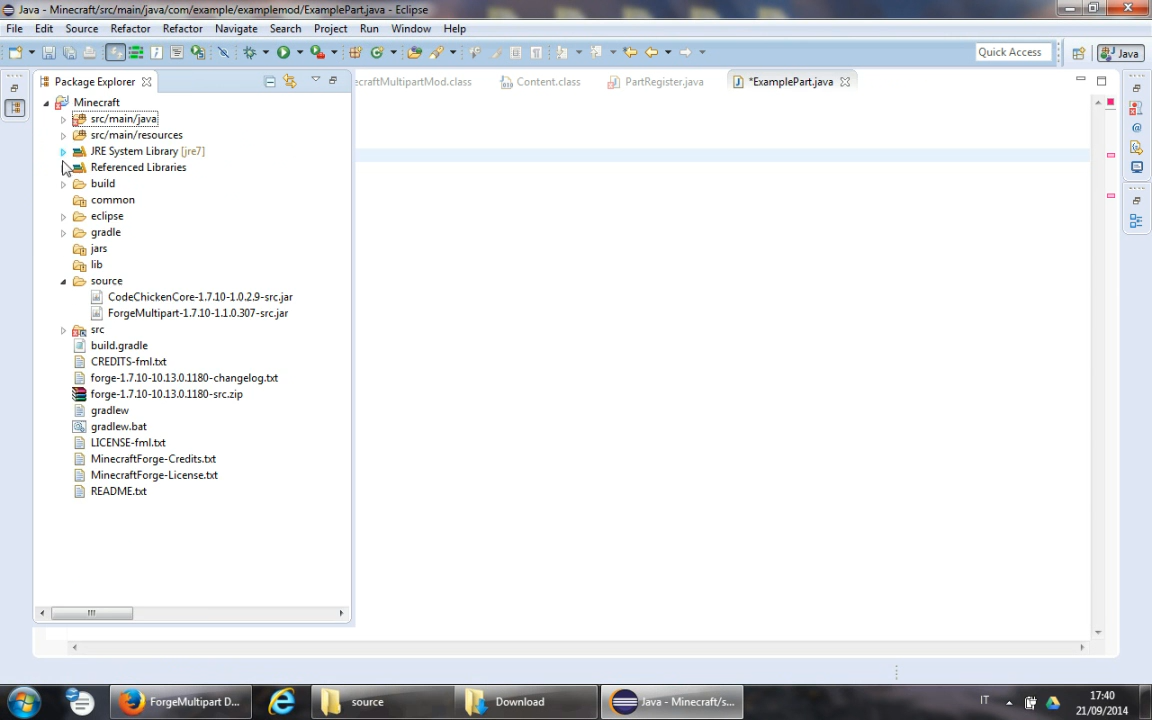 Java - Minecraft/src/main/java/com/example/examplemod/ExamplePart.java - Eclipse
File Edit Source Refactor Refactor Navigate Search Project Run Window Help
Quick Access
Java
Package Explorer
ecraftMultipartMod.class
Content.class
PartRegister.java
*ExamplePart.java
Minecraft
src/main/java
src/main/resources
JRE System Library [jre7]
Referenced Libraries
build
common
eclipse
gradle
jars
lib
source
CodeChickenCore-1.7.10-1.0.2.9-src.jar
ForgeMultipart-1.7.10-1.1.0.307-src.jar
src
build.gradle
CREDITS-fml.txt
forge-1.7.10-10.13.0.1180-changelog.txt
forge-1.7.10-10.13.0.1180-src.zip
gradlew
gradlew.bat
LICENSE-fml.txt
MinecraftForge-Credits.txt
MinecraftForge-License.txt
README.txt
ForgeMultipart D...
source
Download
Java - Minecraft/s...
IT
17:40
21/09/2014